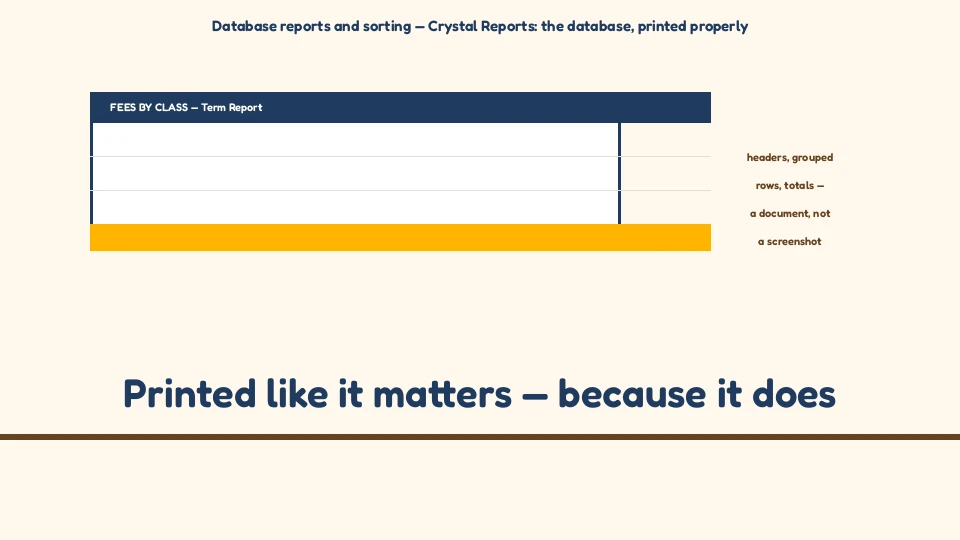 Database reports and sorting — Crystal Reports: the database, printed properly
FEES BY CLASS — Term Report
headers, grouped
rows, totals —
a document, not
a screenshot
Printed like it matters — because it does